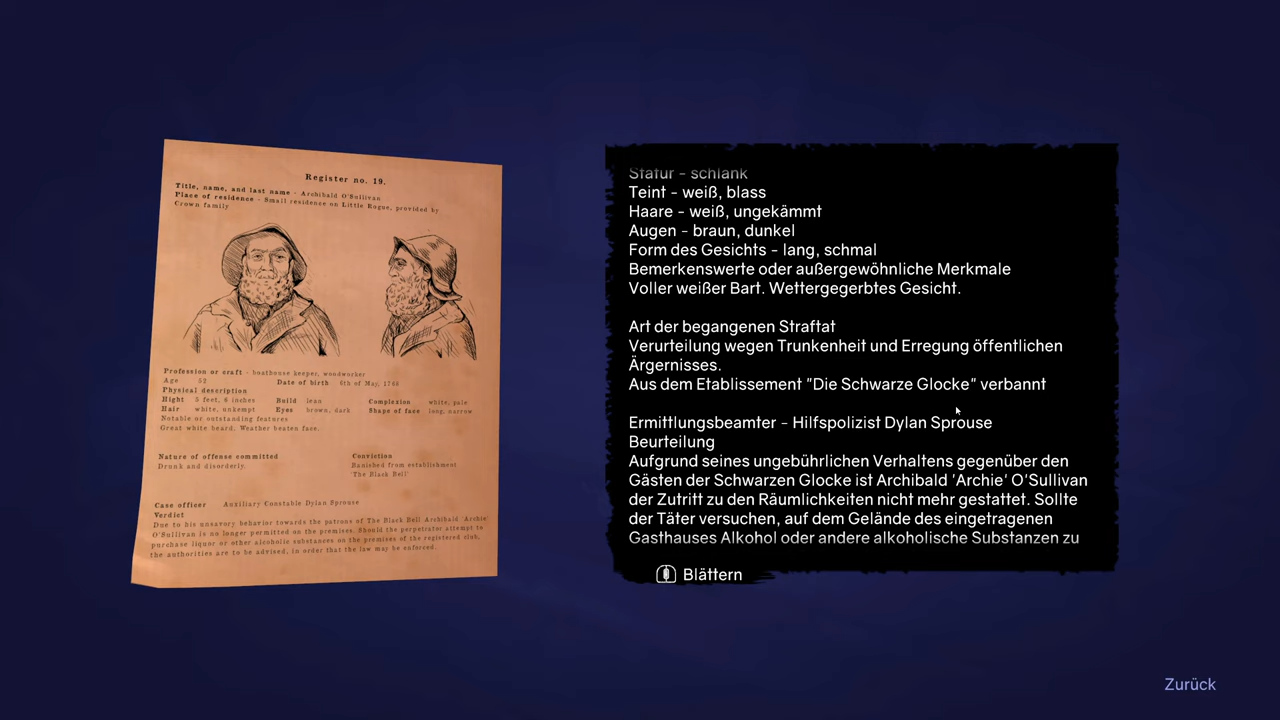 Register no. 19.
Title, name, and last name - Archibald O'Sullivan
Place of residence - Small residence on Little Rogue, provided by
Crown family
Profession or craft - boathouse keeper, woodworker
Age 52 Date of birth 6th of May, 1786
Physical description
Hight 5 feet, 6 inches Build lean Complexion white, pale
Hair white, unkempt Eyes brown, dark Shape of face long, narrow
Notable or outstanding features
Great white beard. Weather beaten face.
Nature of offense committed Conviction
Drunk and disorderly. Banished from establishment
'The Black Bell'
Case officer Auxiliary Constable Dylan Sprouse
Verdict
Due to his unsavory behavior towards the patrons of The Black Bell Archibald 'Archie'
O'Sullivan is no longer permitted on the premises. Should the perpetrator attempt to
purchase liquor or other alcoholic substances on the premises of the registered club,
the authorities are to be advised, in order that the law may be enforced.
Statur - schlank
Teint - weiß, blass
Haare - weiß, ungekämmt
Augen - braun, dunkel
Form des Gesichts - lang, schmal
Bemerkenswerte oder außergewöhnliche Merkmale
Voller weißer Bart. Wettergegerbtes Gesicht.
Art der begangenen Straftat
Verurteilung wegen Trunkenheit und Erregung öffentlichen
Ärgernisses.
Aus dem Etablissement "Die Schwarze Glocke" verbannt
Ermittlungsbeamter - Hilfspolizist Dylan Sprouse
Beurteilung
Aufgrund seines ungebührlichen Verhaltens gegenüber den
Gästen der Schwarzen Glocke ist Archibald 'Archie' O'Sullivan
der Zutritt zu den Räumlichkeiten nicht mehr gestattet. Sollte
der Täter versuchen, auf dem Gelände des eingetragenen
Gasthauses Alkohol oder andere alkoholische Substanzen zu
Blättern
Zurück